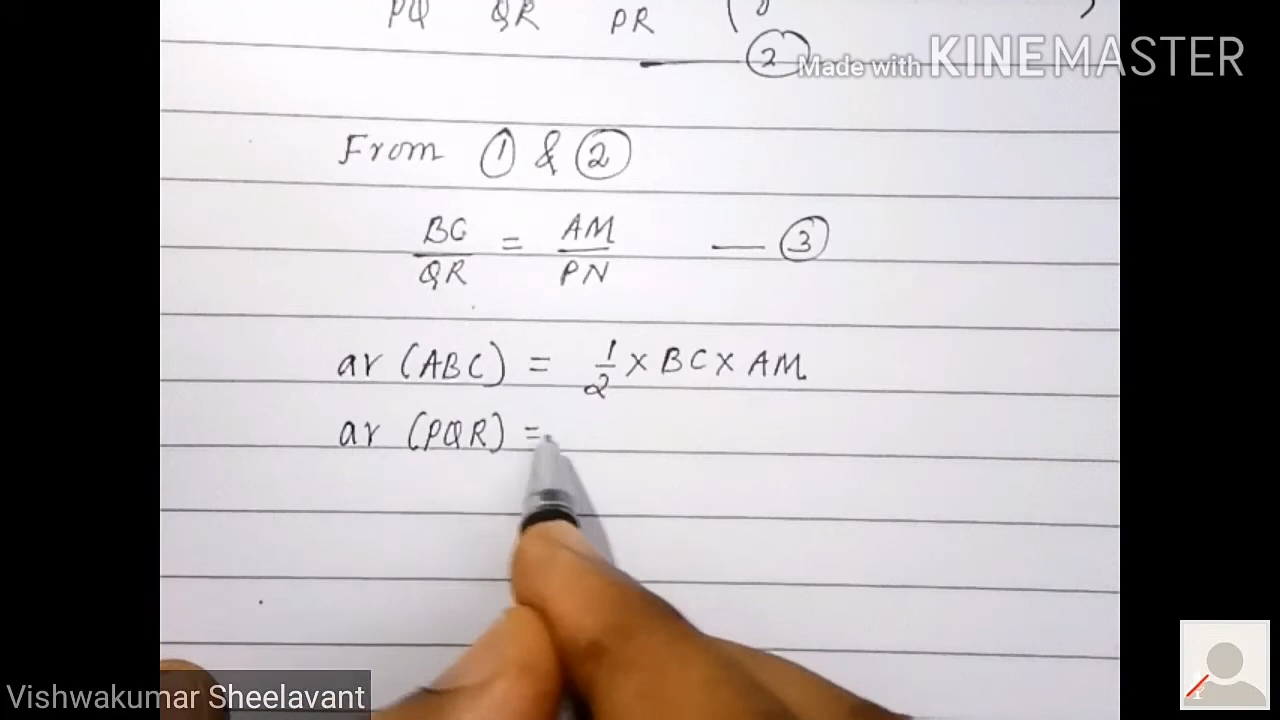 PQ QR PR (
2
Made with KINEMASTER
From 1 & 2
BC/QR = AM/PN — 3
ar (ABC) = 1/2 × BC × AM
ar (PQR) =
Vishwakumar Sheelavant